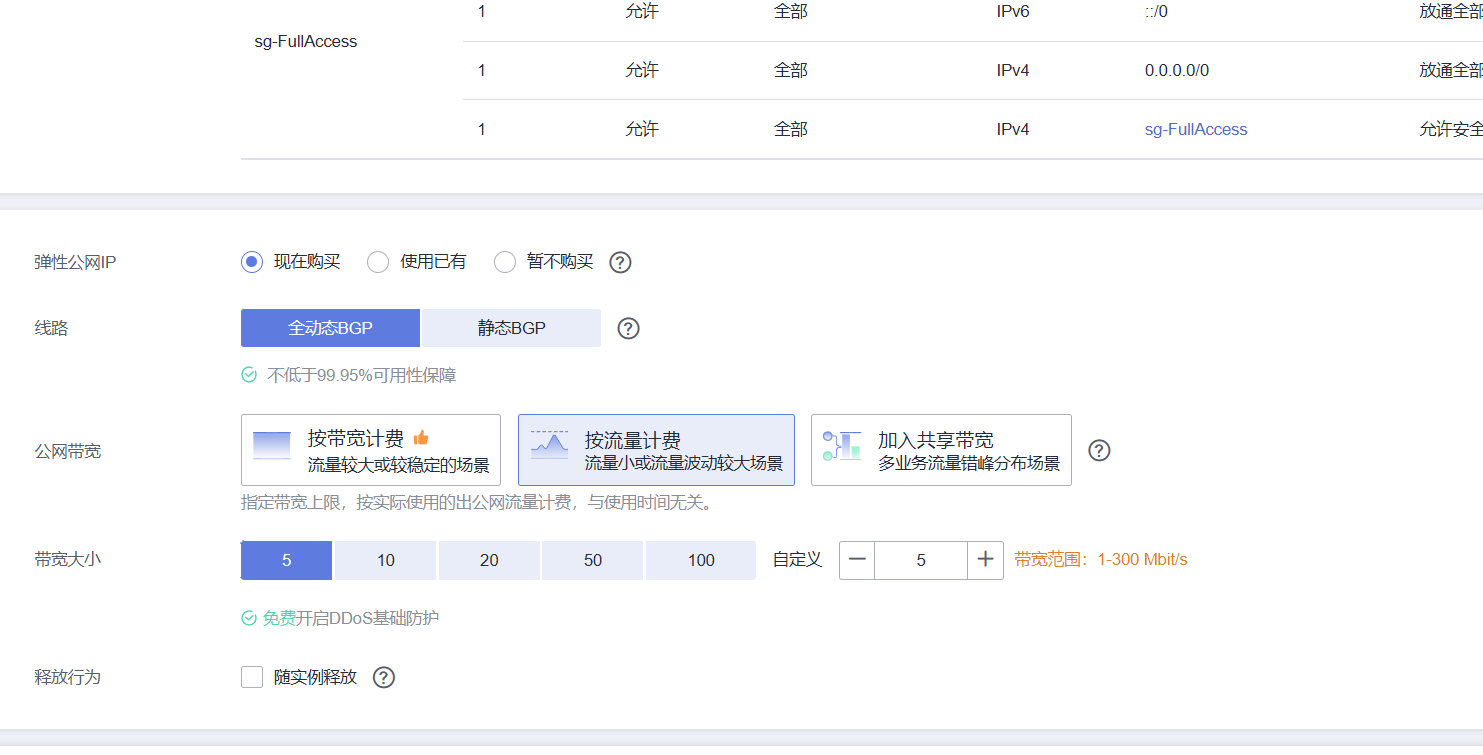 1 允许 全部 IPv6 ::/0 放通全部
sg-FullAccess
1 允许 全部 IPv4 0.0.0.0/0 放通全部
1 允许 全部 IPv4 sg-FullAccess 允许安全
弹性公网IP 现在购买 使用已有 暂不购买 ?
线路 全动态BGP 静态BGP ?
不低于99.95%可用性保障
公网带宽
按带宽计费
流量较大或较稳定的场景
按流量计费
流量小或流量波动较大场景
加入共享带宽
多业务流量错峰分布场景
?
指定带宽上限，按实际使用的出公网流量计费，与使用时间无关。
带宽大小 5 10 20 50 100 自定义 — 5 + 带宽范围：1-300 Mbit/s
免费开启DDoS基础防护
释放行为 随实例释放 ?